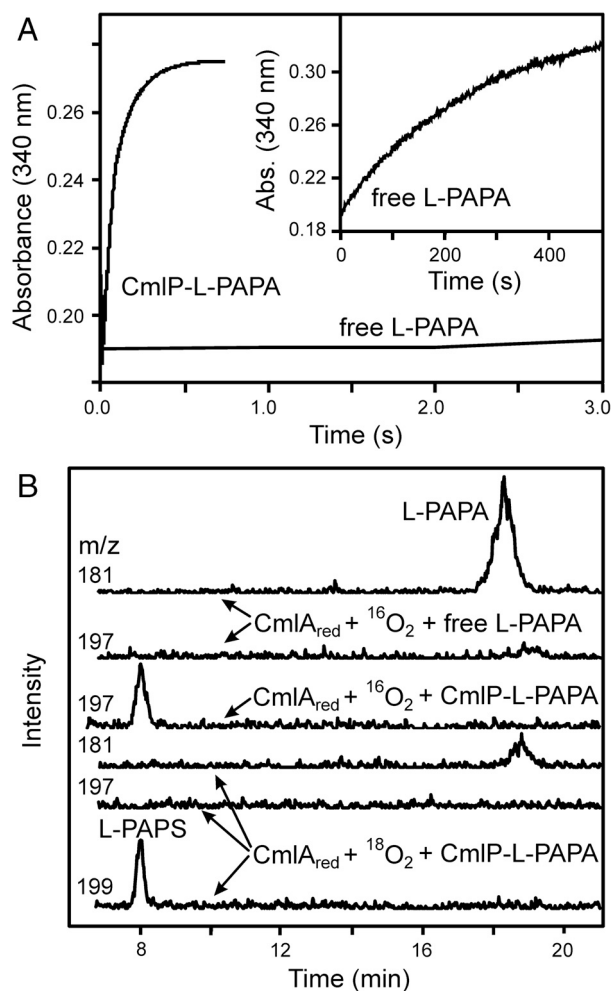 A
Absorbance (340 nm)
0.26
0.24
0.22
0.20
CmlP-L-PAPA
free L-PAPA
0.0
1.0
2.0
3.0
Time (s)
Abs. (340 nm)
0.30
0.26
0.22
0.18
free L-PAPA
0
200
400
Time (s)
B
Intensity
m/z
181
L-PAPA
CmlAred + 16O2 + free L-PAPA
197
197
CmlAred + 16O2 + CmlP-L-PAPA
181
197
L-PAPS
CmlAred + 18O2 + CmlP-L-PAPA
199
8
12
16
20
Time (min)